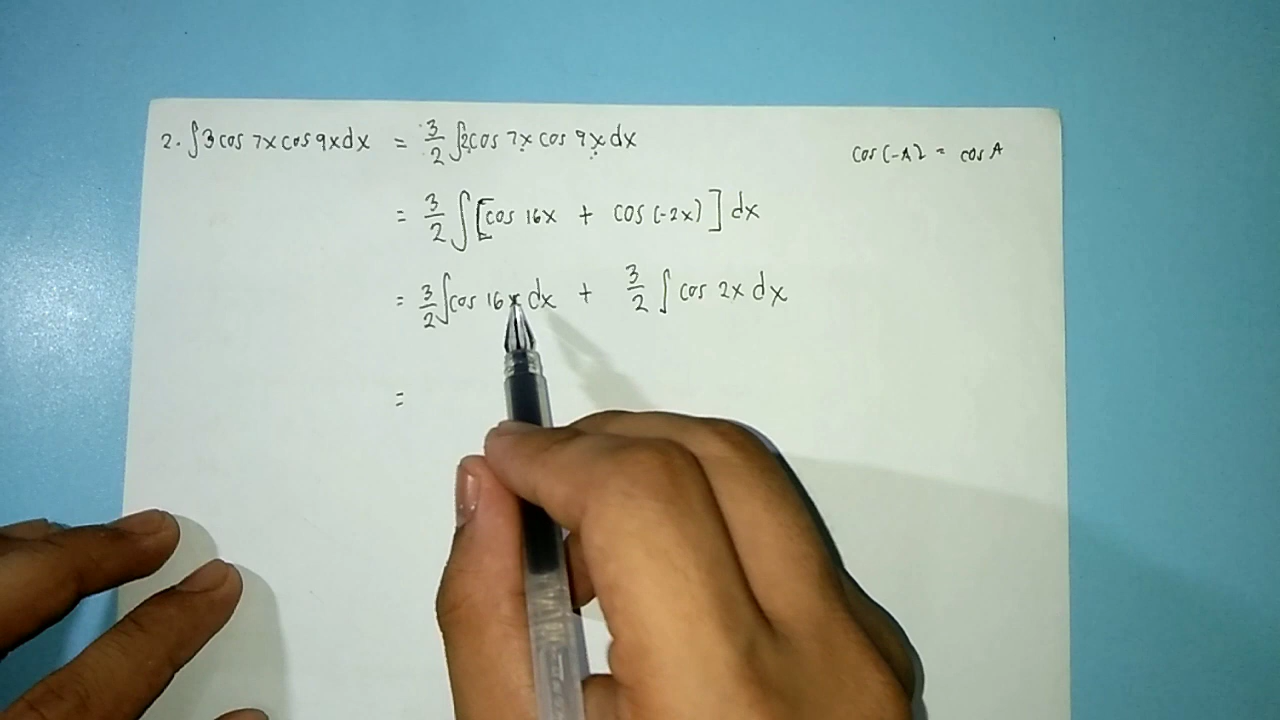 2. ∫3 cos 7x cos 9x dx = 3/2 ∫2cos 7x cos 9x dx
cos (-A) = cos A
= 3/2 ∫[cos 16x + cos (-2x)] dx
= 3/2 ∫cos 16x dx + 3/2 ∫ cos 2x dx
=